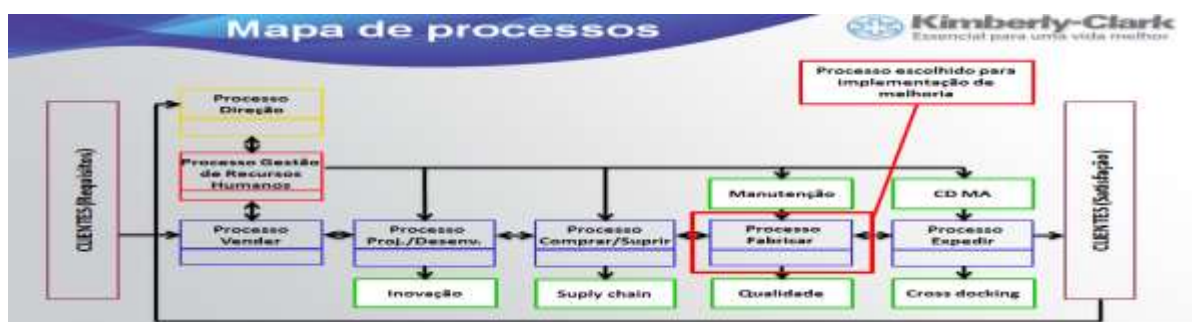 Mapa de processos
Kimberly-Clark
Essencial para uma vida melhor
Processo escolhido para
implementação de
melhoria
CLIENTES(Requisitos)
Processo
Direção
Processo Gestão
de Recursos
Humanos
Manutenção
CD MA
Processo
Vender
Processo
Proj./Desenv.
Processo
Comprar/Suprir
Processo
Fabricar
Processo
Expedir
Inovação
Suply chain
Qualidade
Cross docking
CLIENTES(Satisfação)